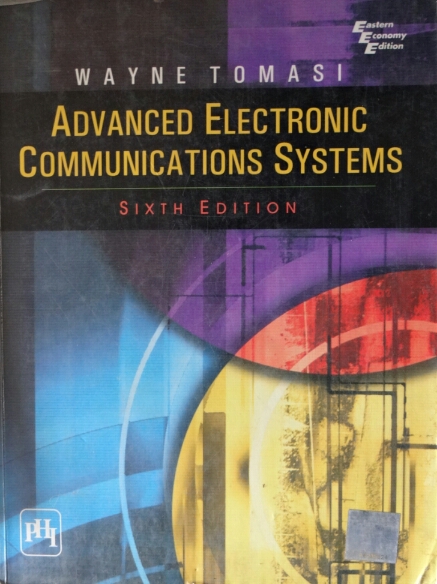 Eastern
Economy
Edition
WAYNE TOMASI
ADVANCED ELECTRONIC
COMMUNICATIONS SYSTEMS
SIXTH EDITION
PHI